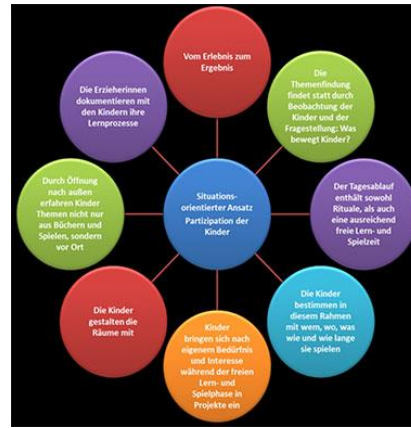 Vom Erlebnis zum
Ergebnis
Die
Themenfindung
findet statt durch
Beobachtung der
Kinder und der
Fragestellung: Was
bewegt Kinder?
Der Tagesablauf
enthält sowohl
Rituale, als auch
eine ausreichend
freie Lern- und
Spielzeit
Die Kinder
bestimmen in
diesem Rahmen
mit wem, wo, was
wie und wie lange
sie spielen
Kinder
bringen sich nach
eigenem Bedürfnis
und Interesse
während der freien
Lern- und
Spielphase in
Projekte ein
Die Kinder
gestalten die
Räume mit
Durch Öffnung
nach außen
erfahren Kinder
Themen nicht nur
aus Büchern und
Spielen, sondern
vor Ort
Die Erzieherinnen
dokumentieren mit
den Kindern ihre
Lernprozesse
Situations-
orientierter Ansatz
Partizipation der
Kinder